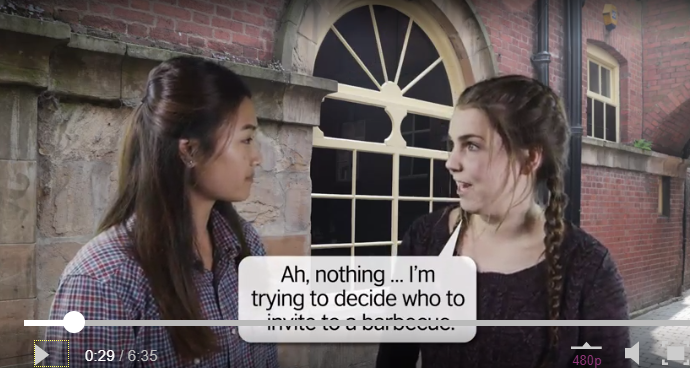 Ah, nothing ... I'm
trying to decide who to
invite to a barbecue.
0:29 / 6:35
480p